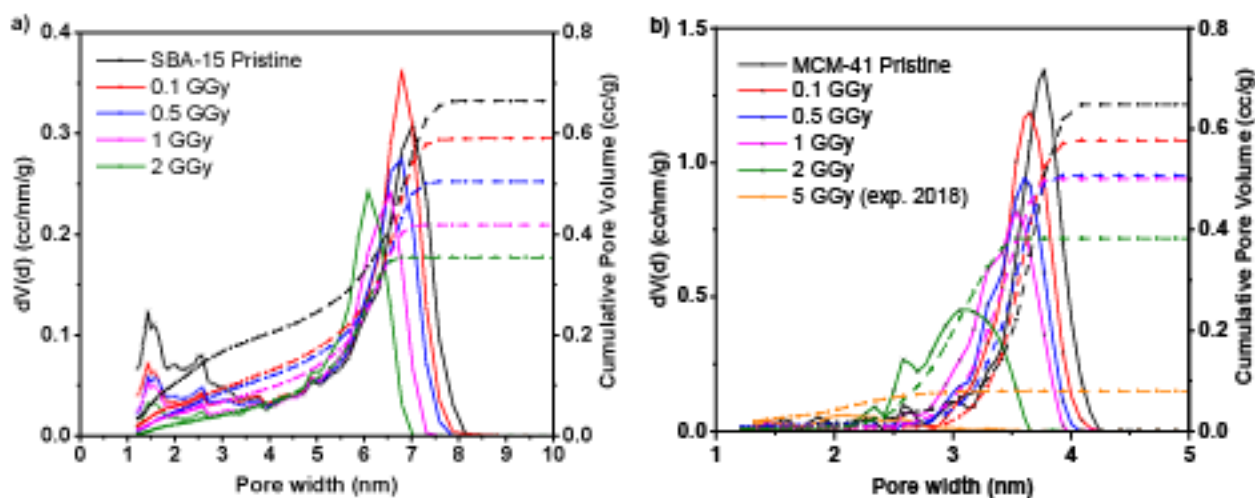 a)
0.4
0.3
0.2
0.1
0.0
dV(d) (cc/nm/g)
SBA-15 Pristine
0.1 GGy
0.5 GGy
1 GGy
2 GGy
0.8
0.6
0.4
0.2
0.0
Cumulative Pore Volume (cc/g)
0 1 2 3 4 5 6 7 8 9 10
Pore width (nm)
b)
1.5
1.0
0.5
0.0
dV(d) (cc/nm/g)
MCM-41 Pristine
0.1 GGy
0.5 GGy
1 GGy
2 GGy
5 GGy (exp. 2018)
0.8
0.6
0.4
0.2
0.0
Cumulative Pore Volume (cc/g)
1 2 3 4 5
Pore width (nm)